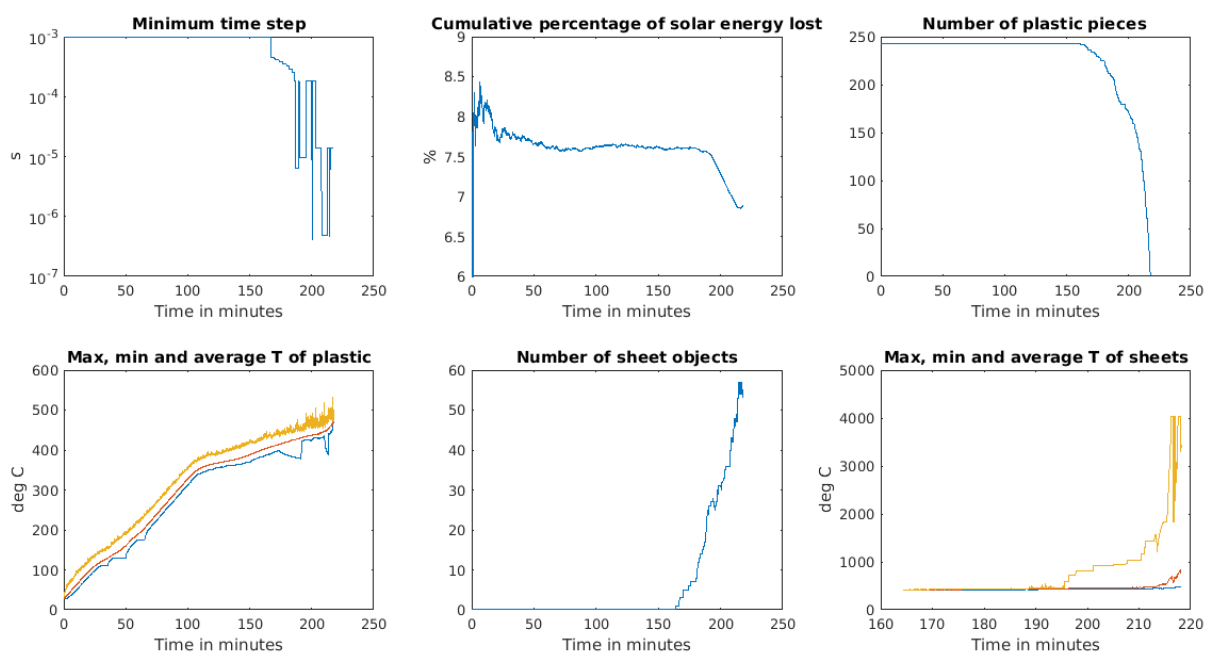 Minimum time step
10^-3
10^-4
10^-5
10^-6
10^-7
s
0 50 100 150 200 250
Time in minutes
Cumulative percentage of solar energy lost
9
8.5
8
7.5
7
6.5
6
%
0 50 100 150 200 250
Time in minutes
Number of plastic pieces
250
200
150
100
50
0
0 50 100 150 200 250
Time in minutes
Max, min and average T of plastic
600
500
400
300
200
100
0
deg C
0 50 100 150 200 250
Time in minutes
Number of sheet objects
60
50
40
30
20
10
0
0 50 100 150 200 250
Time in minutes
Max, min and average T of sheets
5000
4000
3000
2000
1000
0
deg C
160 170 180 190 200 210 220
Time in minutes